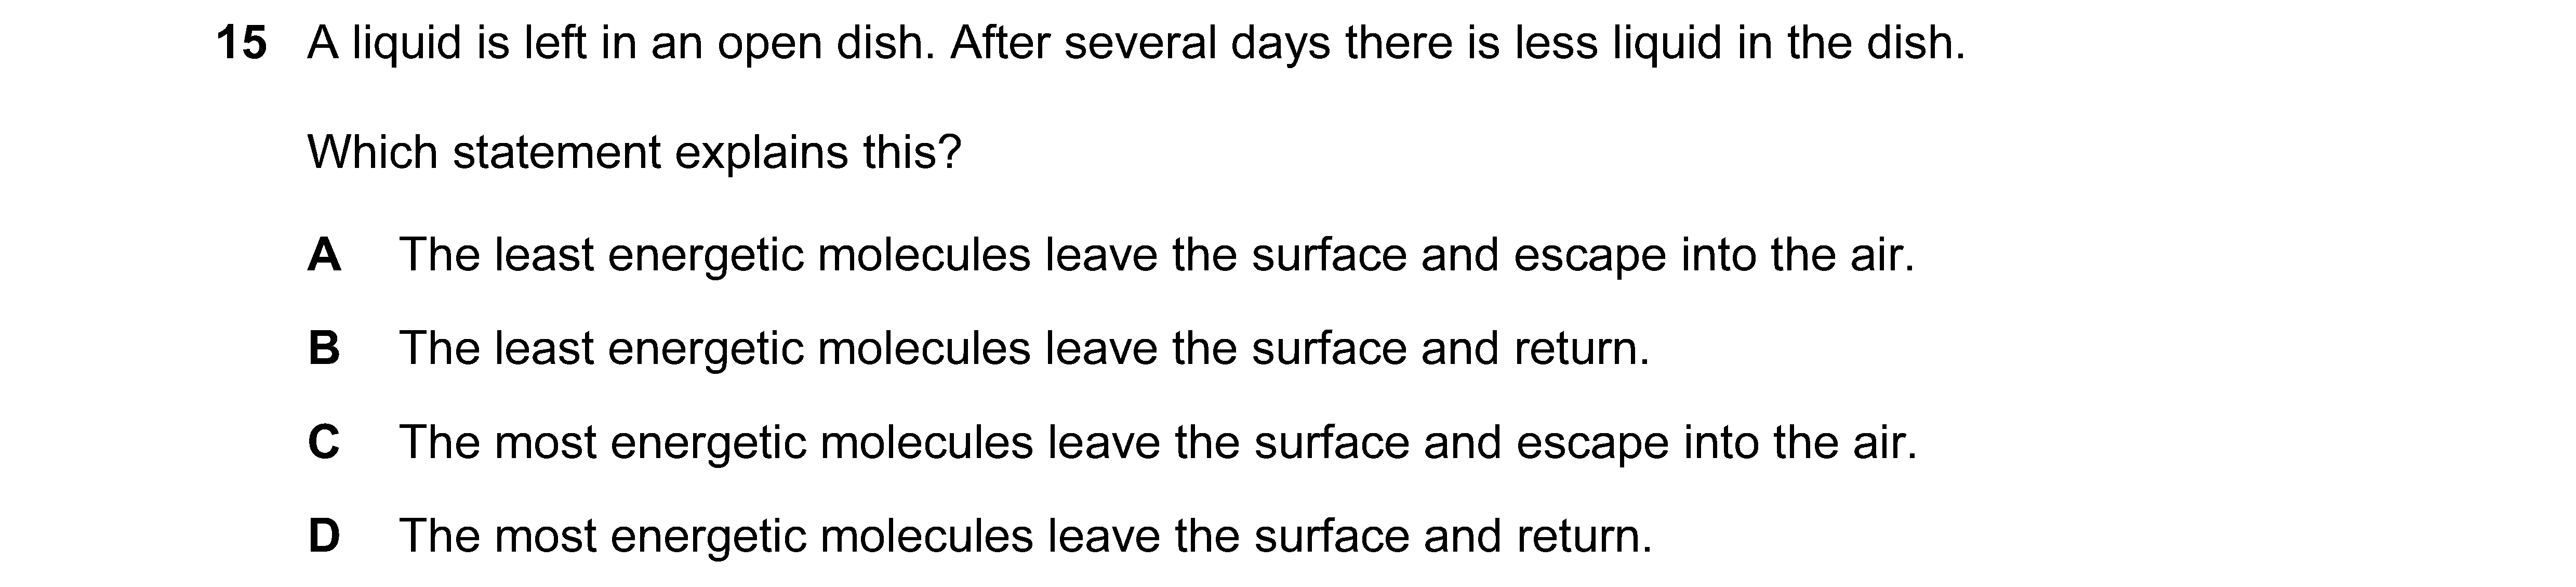 15 A liquid is left in an open dish. After several days there is less liquid in the dish.
Which statement explains this?
A The least energetic molecules leave the surface and escape into the air.
B The least energetic molecules leave the surface and return.
C The most energetic molecules leave the surface and escape into the air.
D The most energetic molecules leave the surface and return.